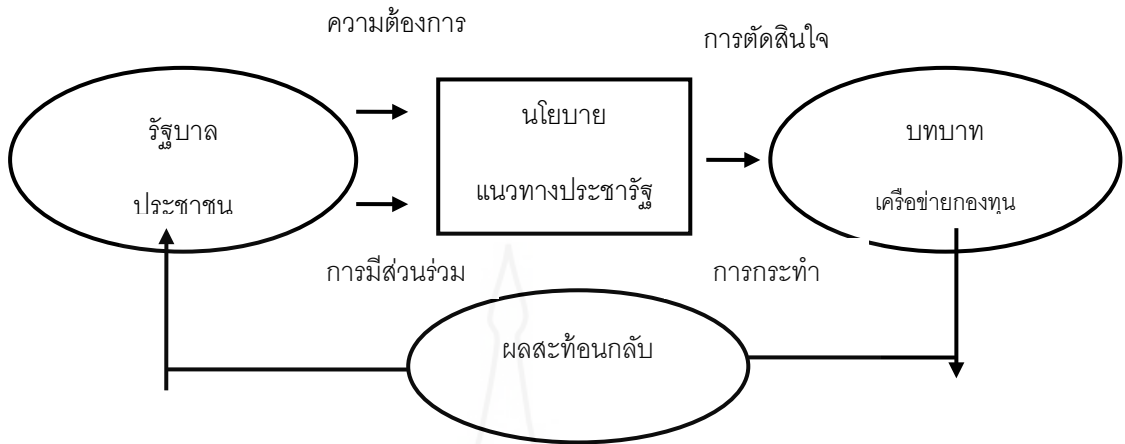 ความต้องการ
การตัดสินใจ
รัฐบาล
ประชาชน
นโยบาย
แนวทางประชารัฐ
บทบาท
เครือข่ายกองทุน
การมีส่วนร่วม
การกระทำ
ผลสะท้อนกลับ